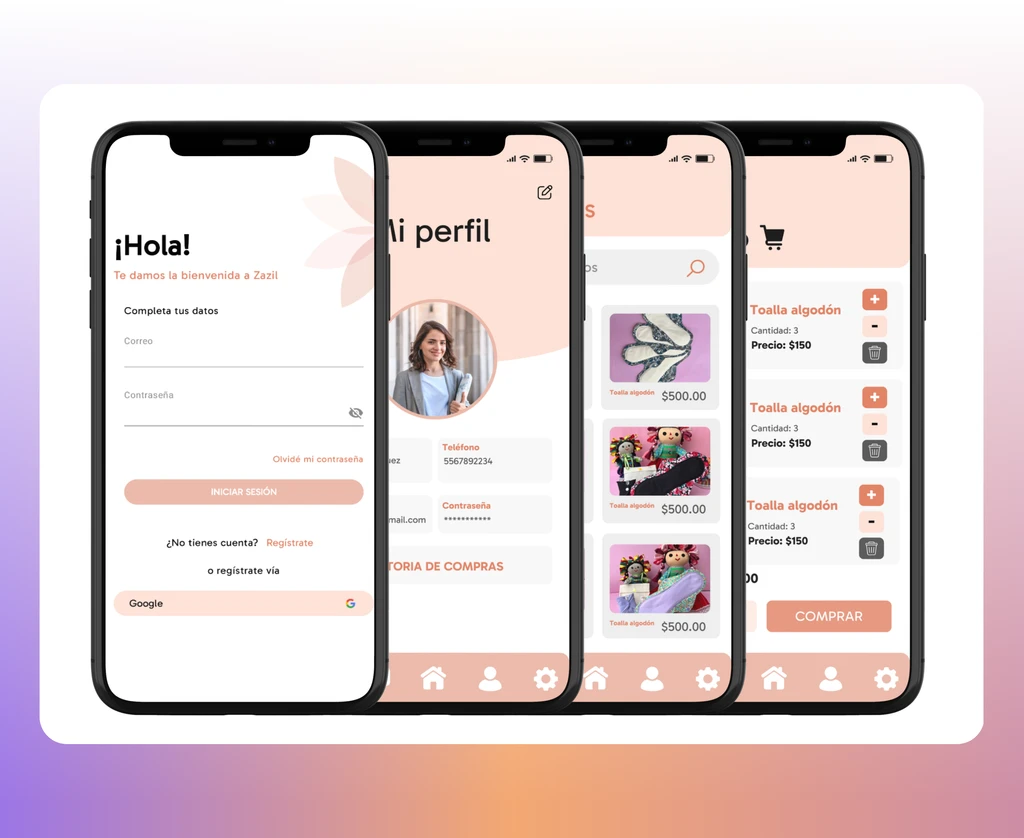 ¡Hola!
Te damos la bienvenida a Zazil
Completa tus datos
Correo
Contraseña
Olvidé mi contraseña
INICIAR SESIÓN
¿No tienes cuenta? Regístrate
o regístrate vía
Google
Mi perfil
Teléfono
5567892234
Contraseña
mail.com
***********
TORIA DE COMPRAS
Toalla algodón
$500.00
Toalla algodón
$500.00
Toalla algodón
$500.00
Toalla algodón
+
Cantidad: 3
-
Precio: $150
Toalla algodón
+
Cantidad: 3
-
Precio: $150
Toalla algodón
+
Cantidad: 3
-
Precio: $150
COMPRAR